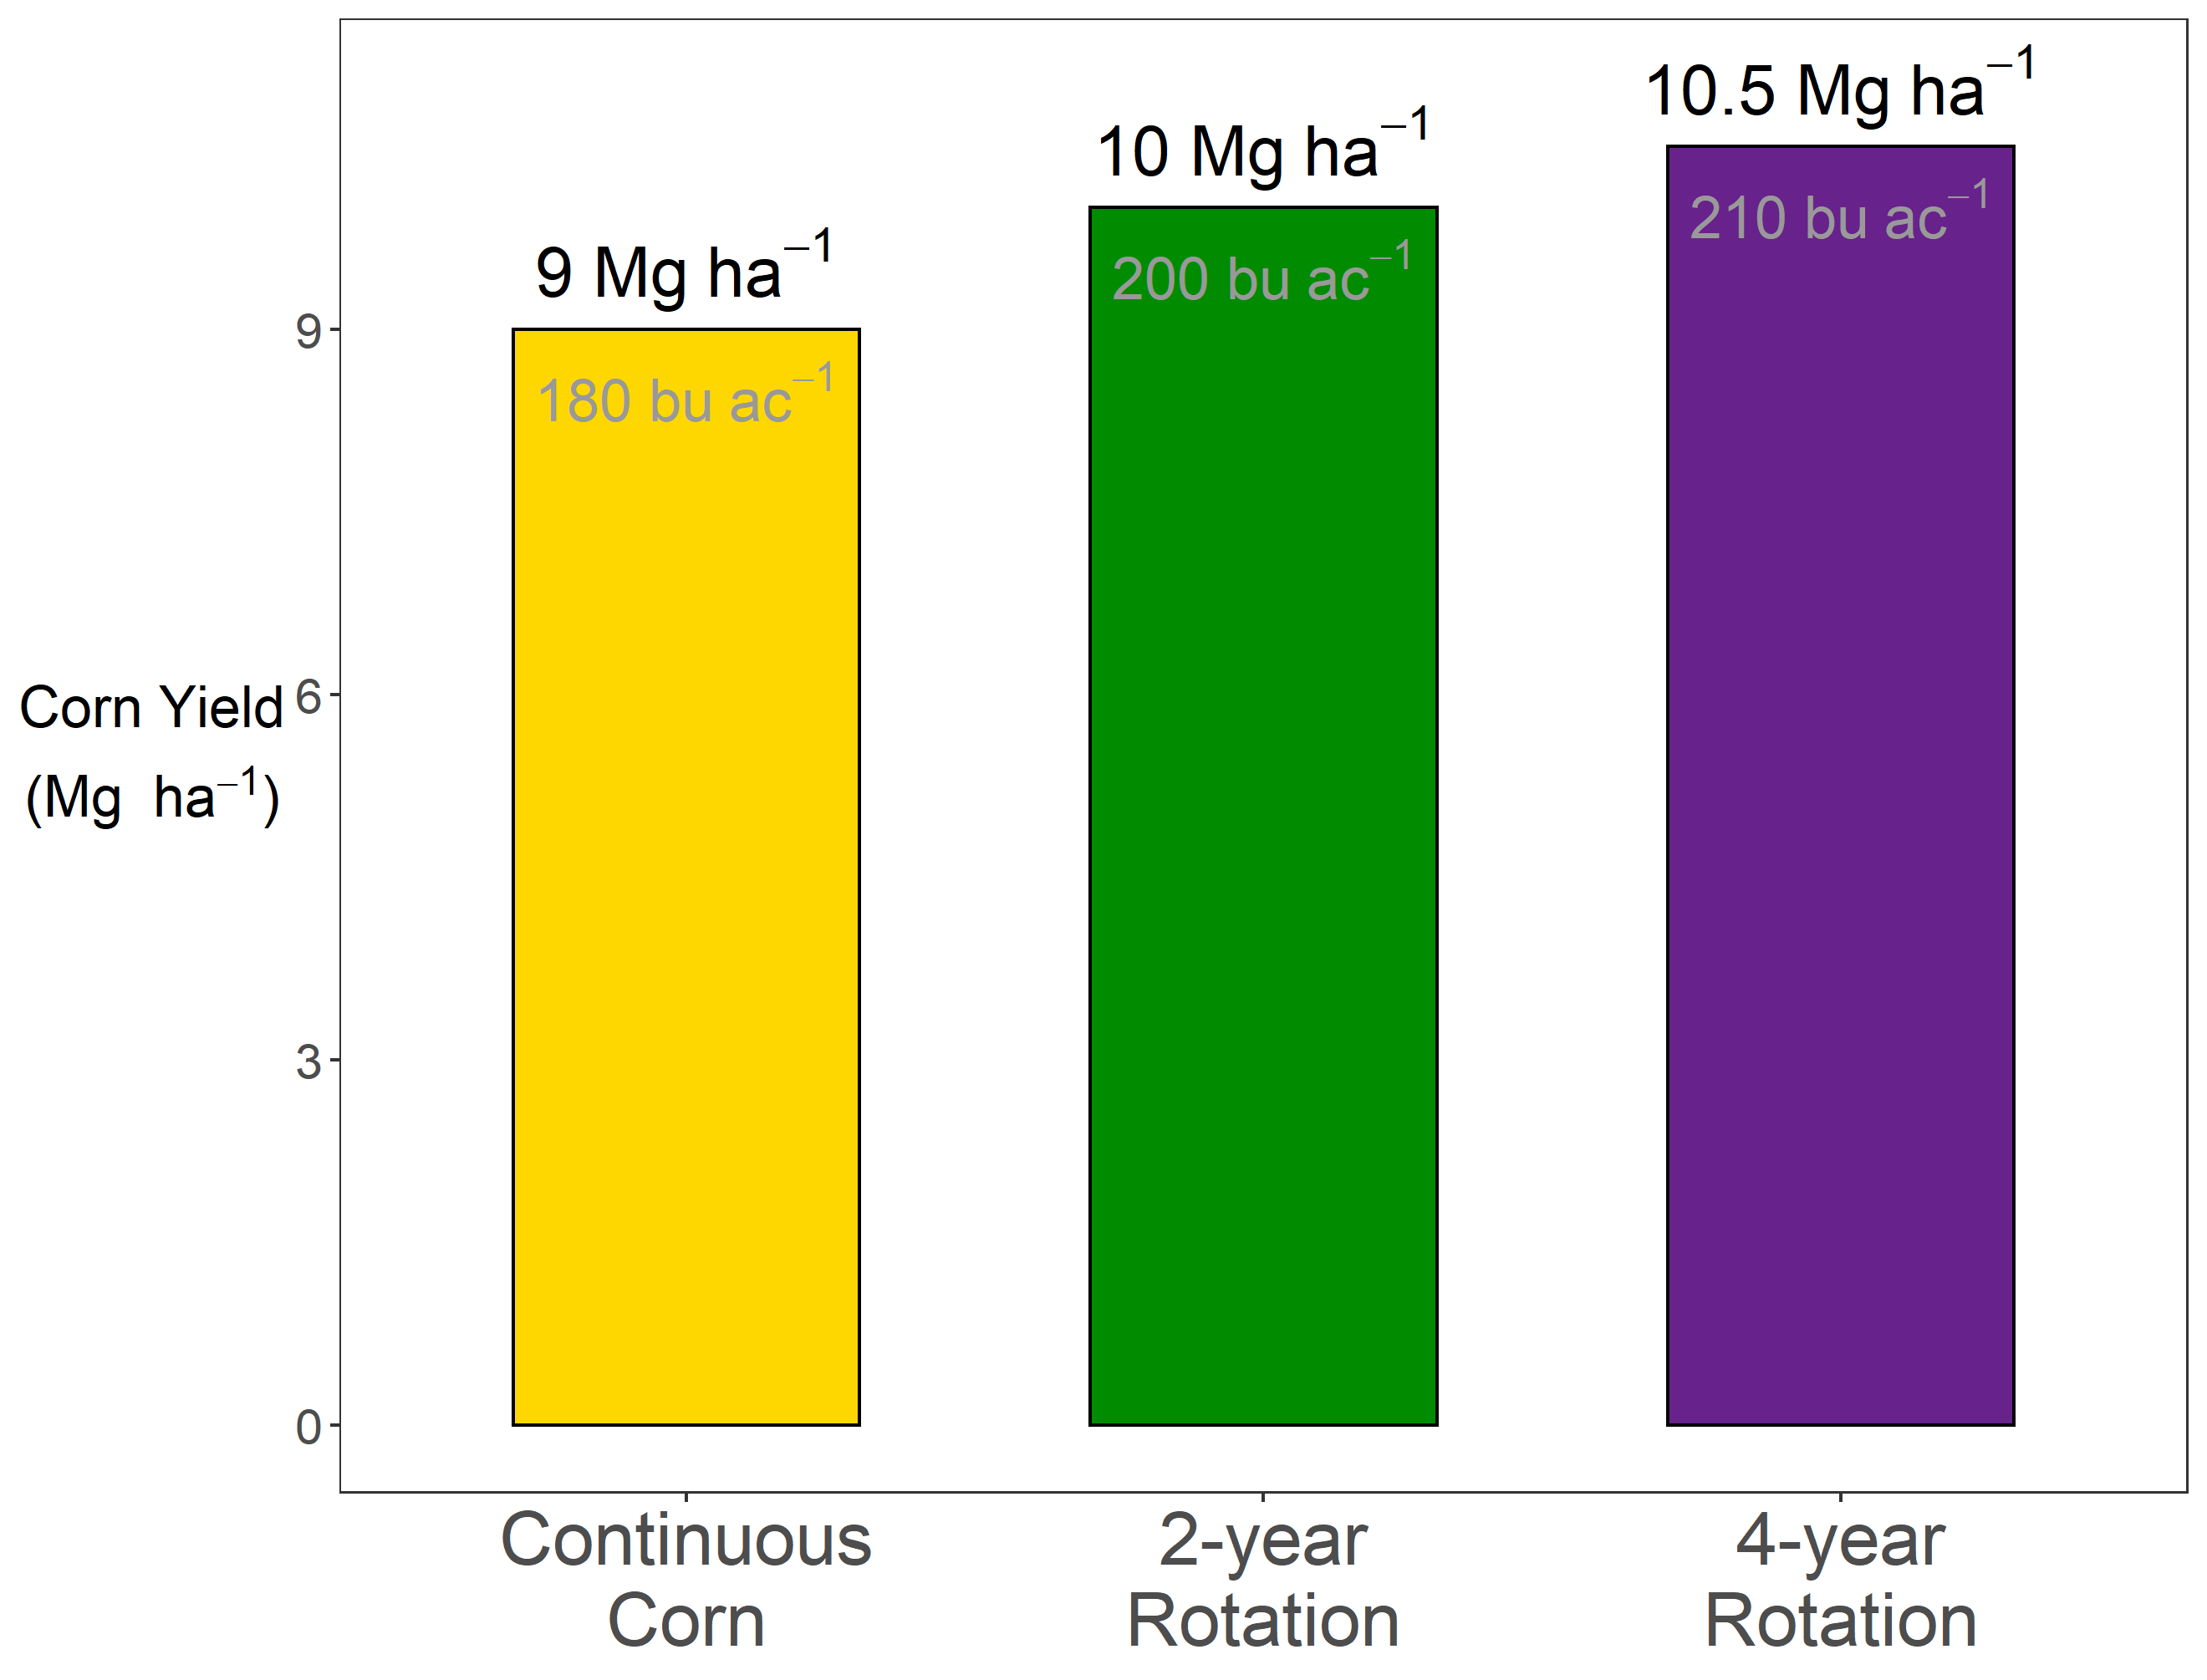 10.5 Mg ha⁻¹
10 Mg ha⁻¹
210 bu ac⁻¹
9 Mg ha⁻¹
200 bu ac⁻¹
9
180 bu ac⁻¹
Corn Yield
(Mg ha⁻¹)
6
3
0
Continuous
Corn
2-year
Rotation
4-year
Rotation